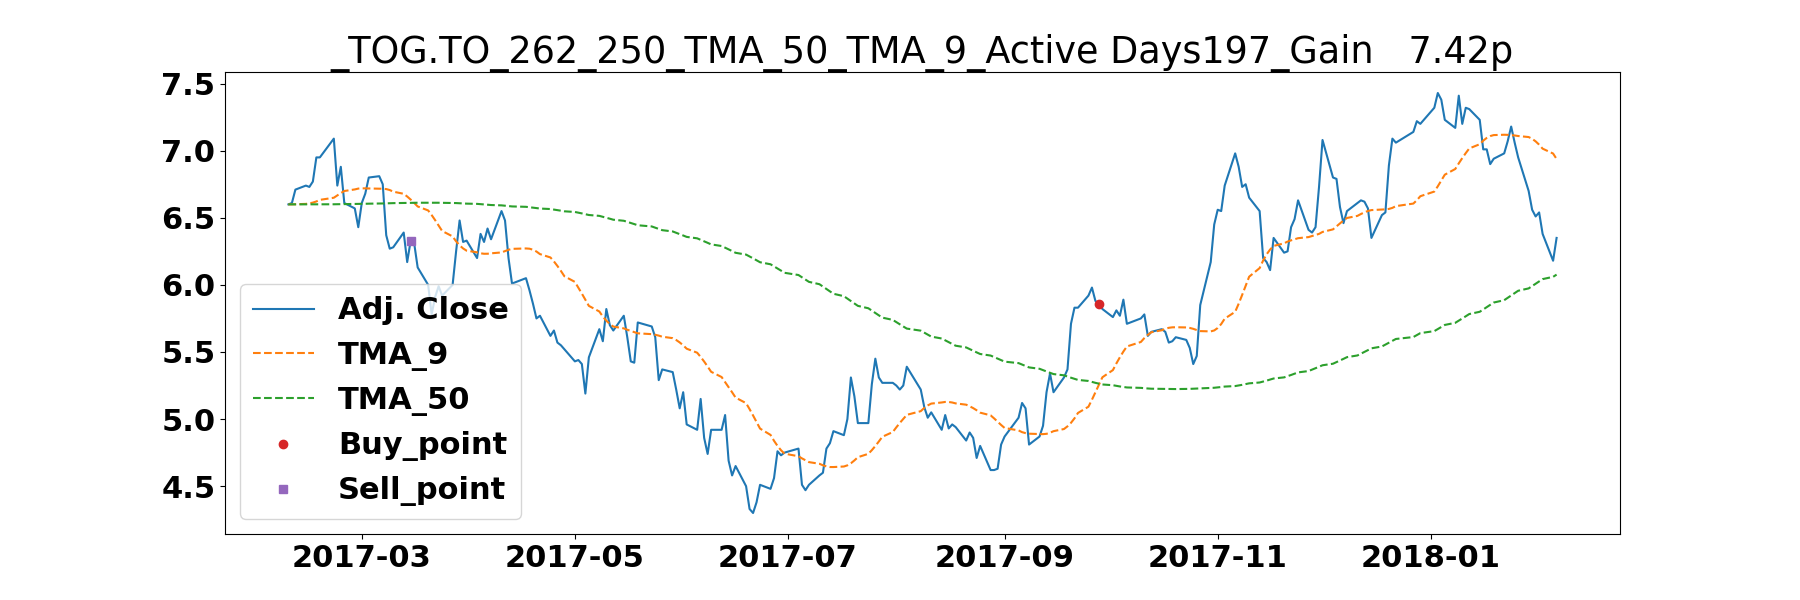 _TOG.TO_262_250_TMA_50_TMA_9_Active Days197_Gain   7.42p
7.5
7.0
6.5
6.0
5.5
5.0
4.5
Adj. Close
TMA_9
TMA_50
Buy_point
Sell_point
2017-03 2017-05 2017-07 2017-09 2017-11 2018-01